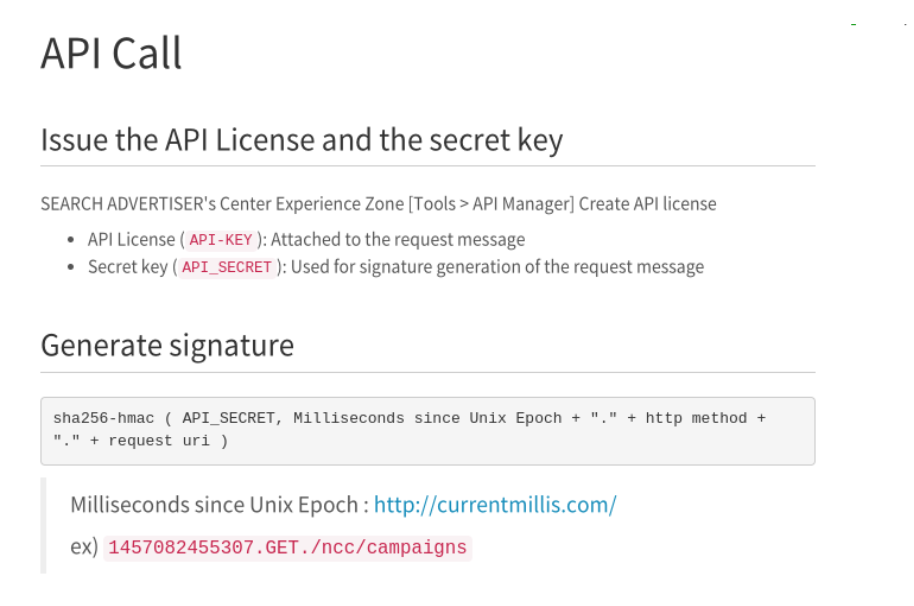 API Call
Issue the API License and the secret key
SEARCH ADVERTISER's Center Experience Zone [Tools > API Manager] Create API license
• API License ( API-KEY ): Attached to the request message
• Secret key ( API_SECRET ): Used for signature generation of the request message
Generate signature
sha256-hmac ( API_SECRET, Milliseconds since Unix Epoch + "." + http method +
"." + request uri )
Milliseconds since Unix Epoch : http://currentmillis.com/
ex) 1457082455307.GET./ncc/campaigns